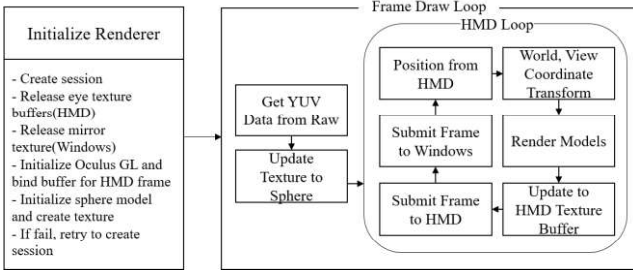 Initialize Renderer
- Create session
- Release eye texture
buffers(HMD)
- Release mirror
texture(Windows)
- Initialize Oculus GL and
bind buffer for HMD frame
- Initialize sphere model
and create texture
- If fail, retry to create
session
Frame Draw Loop
Get YUV
Data from Raw
Update
Texture to
Sphere
HMD Loop
Position from
HMD
World, View
Coordinate
Transform
Submit Frame
to Windows
Render Models
Submit Frame
to HMD
Update to
HMD Texture
Buffer